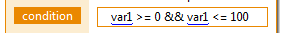 condition var1 >= 0 && var1 <= 100